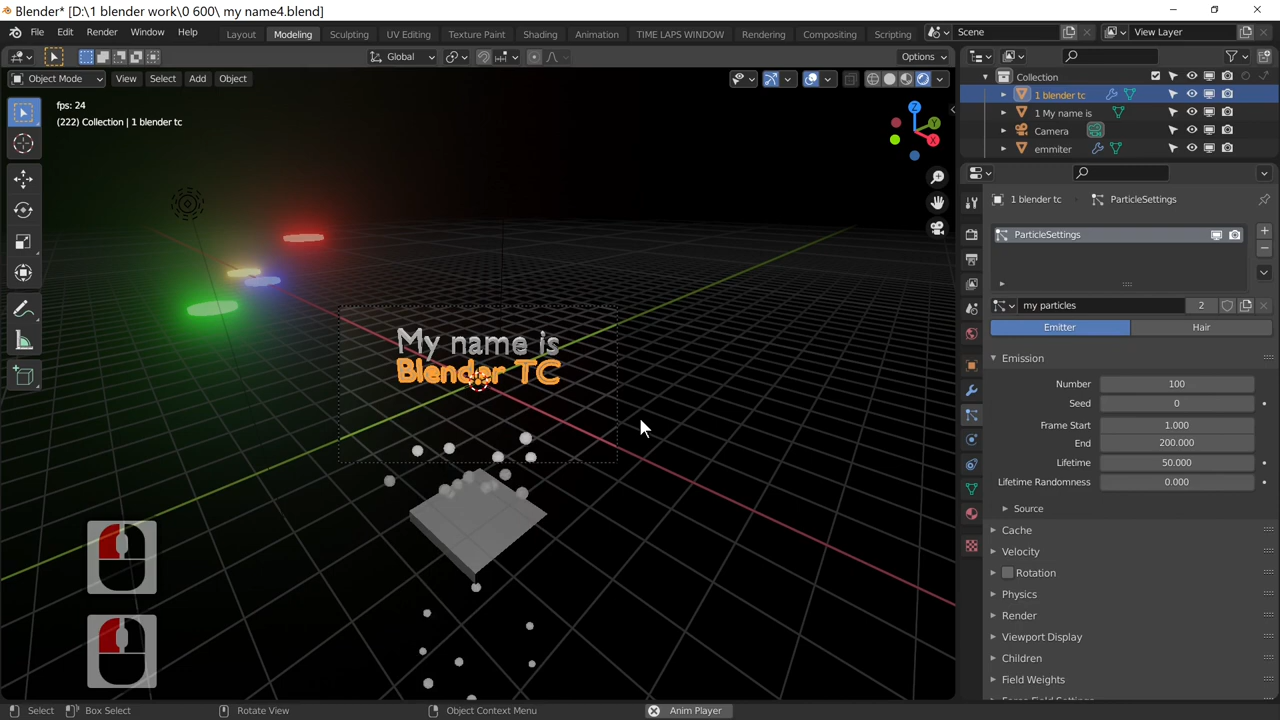 Blender* [D:\1 blender work\0 600\ my name4.blend]
File Edit Render Window Help
Layout Modeling Sculpting UV Editing Texture Paint Shading Animation TIME LAPS WINDOW Rendering Compositing Scripting
Scene
View Layer
Global
Options
Object Mode
View Select Add Object
fps: 24
(222) Collection | 1 blender tc
Z
Y
X
My name is
Blender TC
Collection
1 blender tc
1 My name is
Camera
emmiter
1 blender tc
ParticleSettings
ParticleSettings
my particles
2
Emitter
Hair
Emission
Number 100
Seed 0
Frame Start 1.000
End 200.000
Lifetime 50.000
Lifetime Randomness 0.000
Source
Cache
Velocity
Rotation
Physics
Render
Viewport Display
Children
Field Weights
Force Field Settings
Select
Box Select
Rotate View
Object Context Menu
Anim Player